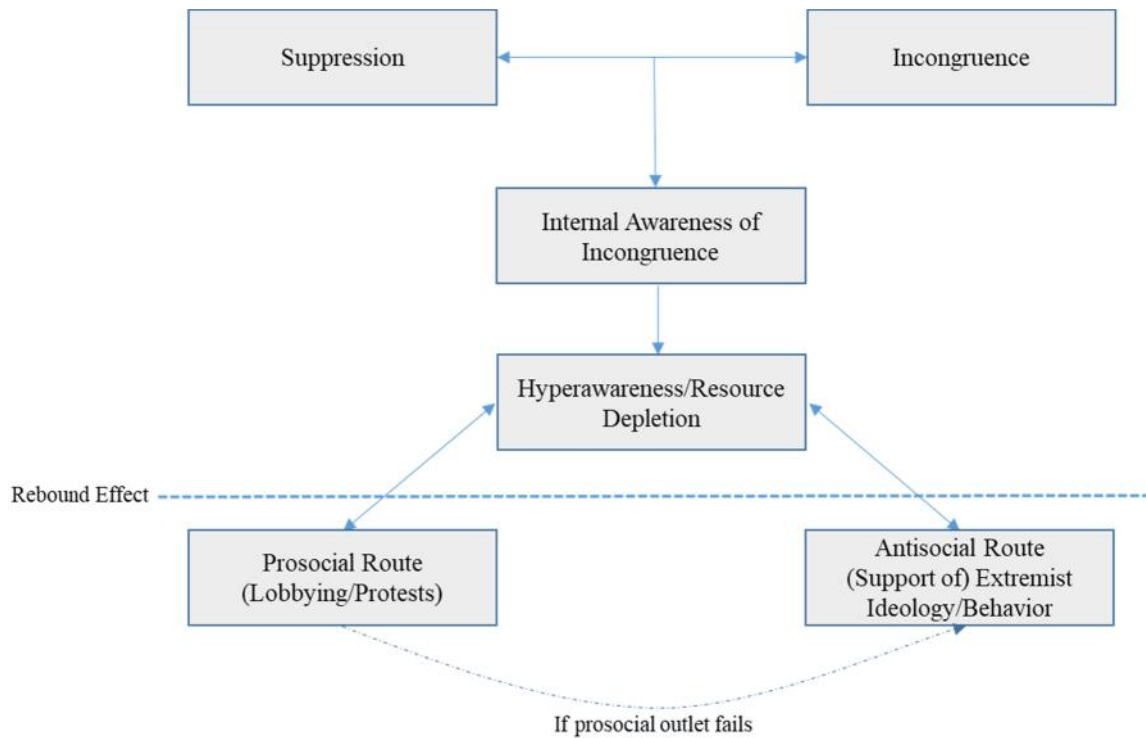 Suppression
Incongruence
Internal Awareness of
Incongruence
Hyperawareness/Resource
Depletion
Rebound Effect
Prosocial Route
(Lobbying/Protests)
Antisocial Route
(Support of) Extremist
Ideology/Behavior
If prosocial outlet fails